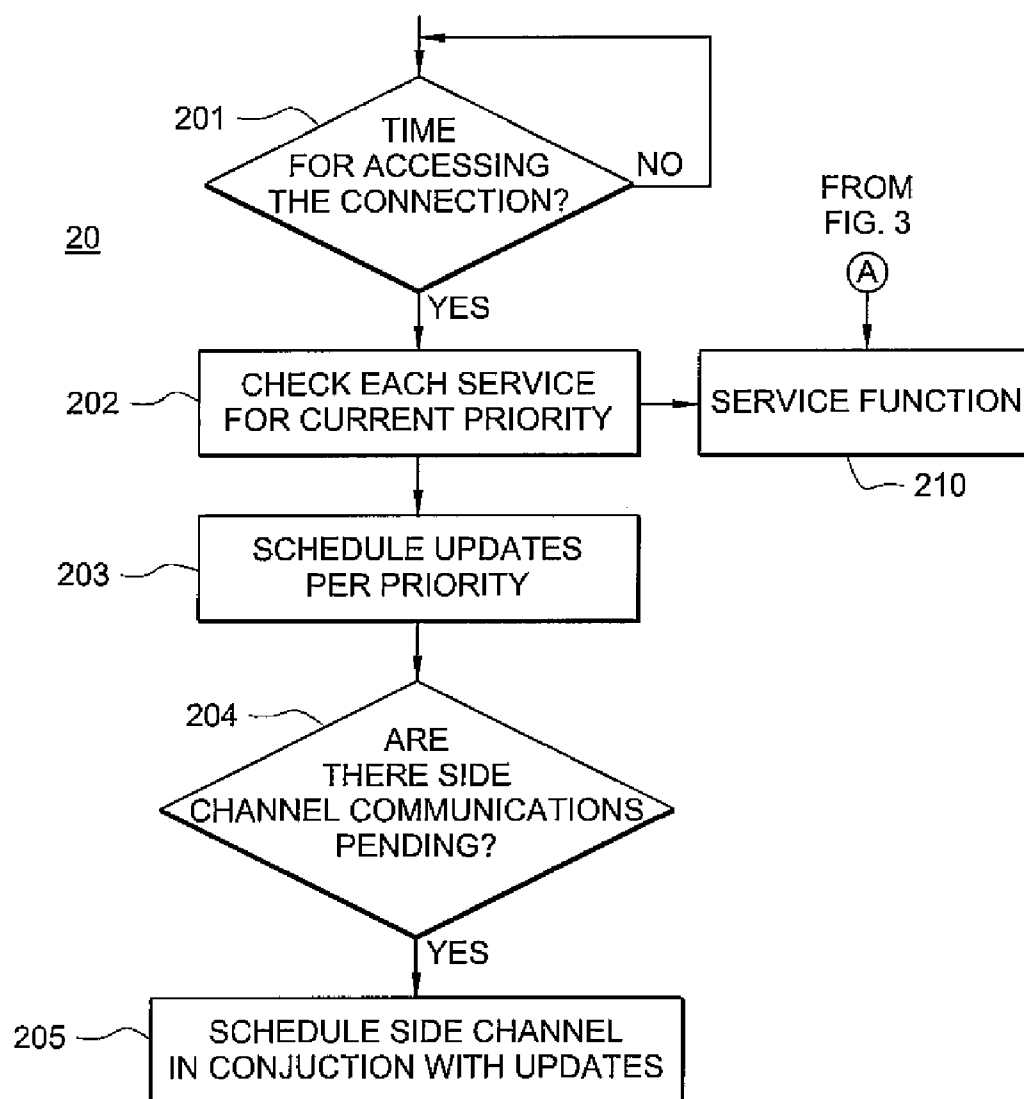 201
TIME
FOR ACCESSING
THE CONNECTION?
NO
20
YES
FROM
FIG. 3
A
202
CHECK EACH SERVICE
FOR CURRENT PRIORITY
SERVICE FUNCTION
210
203
SCHEDULE UPDATES
PER PRIORITY
204
ARE
THERE SIDE
CHANNEL COMMUNICATIONS
PENDING?
YES
205
SCHEDULE SIDE CHANNEL
IN CONJUCTION WITH UPDATES